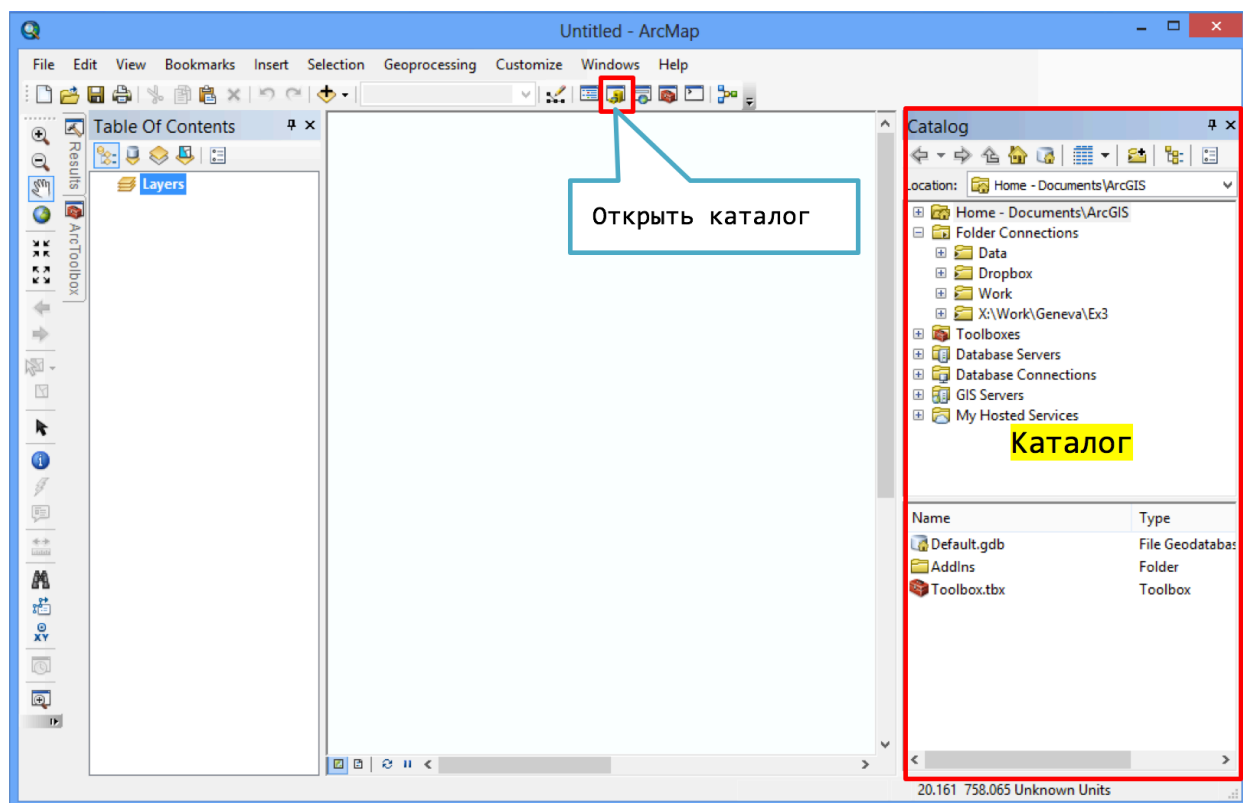 Untitled - ArcMap
File Edit View Bookmarks Insert Selection Geoprocessing Customize Windows Help
Table Of Contents
Results
ArcToolbox
Layers
Открыть каталог
Catalog
Location: Home - Documents\ArcGIS
Home - Documents\ArcGIS
Folder Connections
Data
Dropbox
Work
X:\Work\Geneva\Ex3
Toolboxes
Database Servers
Database Connections
GIS Servers
My Hosted Services
Каталог
Name Type
Default.gdb File Geodatabas
AddIns Folder
Toolbox.tbx Toolbox
20.161 758.065 Unknown Units